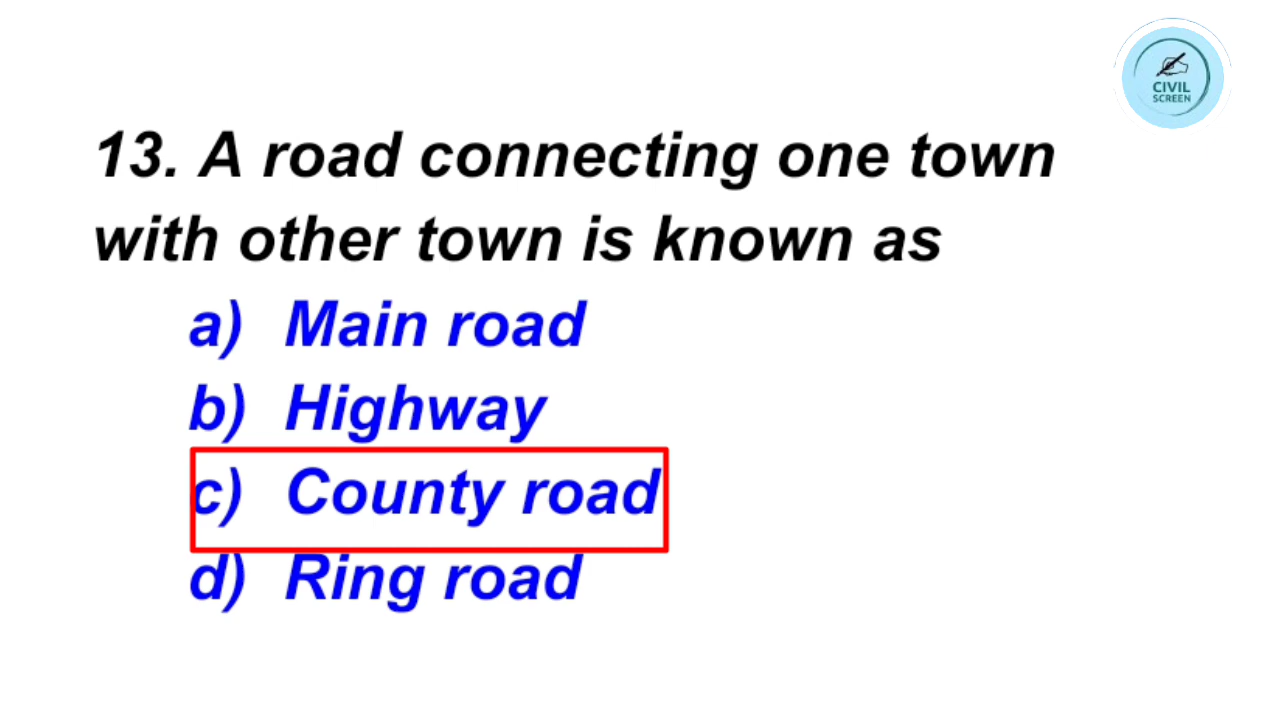 CIVIL
SCREEN
13. A road connecting one town
with other town is known as
a) Main road
b) Highway
c) County road
d) Ring road